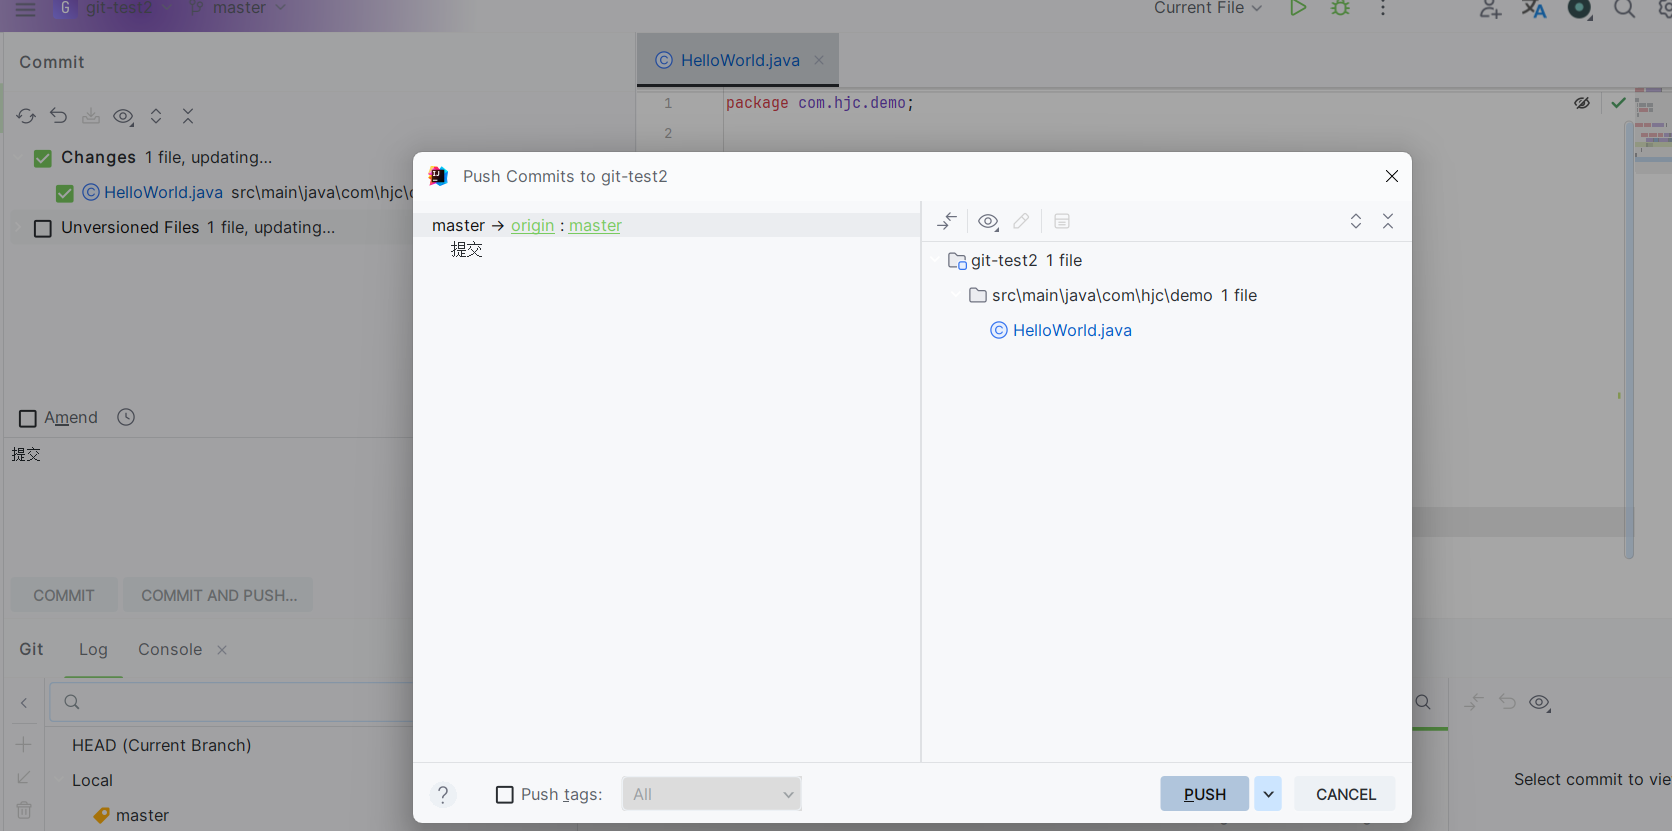 G git-test2 master Current File
Commit
HelloWorld.java
1 package com.hjc.demo;
2
Changes 1 file, updating...
HelloWorld.java src\main\java\com\hjc\
Unversioned Files 1 file, updating...
Amend
提交
COMMIT
COMMIT AND PUSH...
Push Commits to git-test2
master → origin : master
提交
git-test2 1 file
src\main\java\com\hjc\demo 1 file
HelloWorld.java
? Push tags: All
PUSH
CANCEL
Git Log Console
HEAD (Current Branch)
Local
master
Select commit to vie